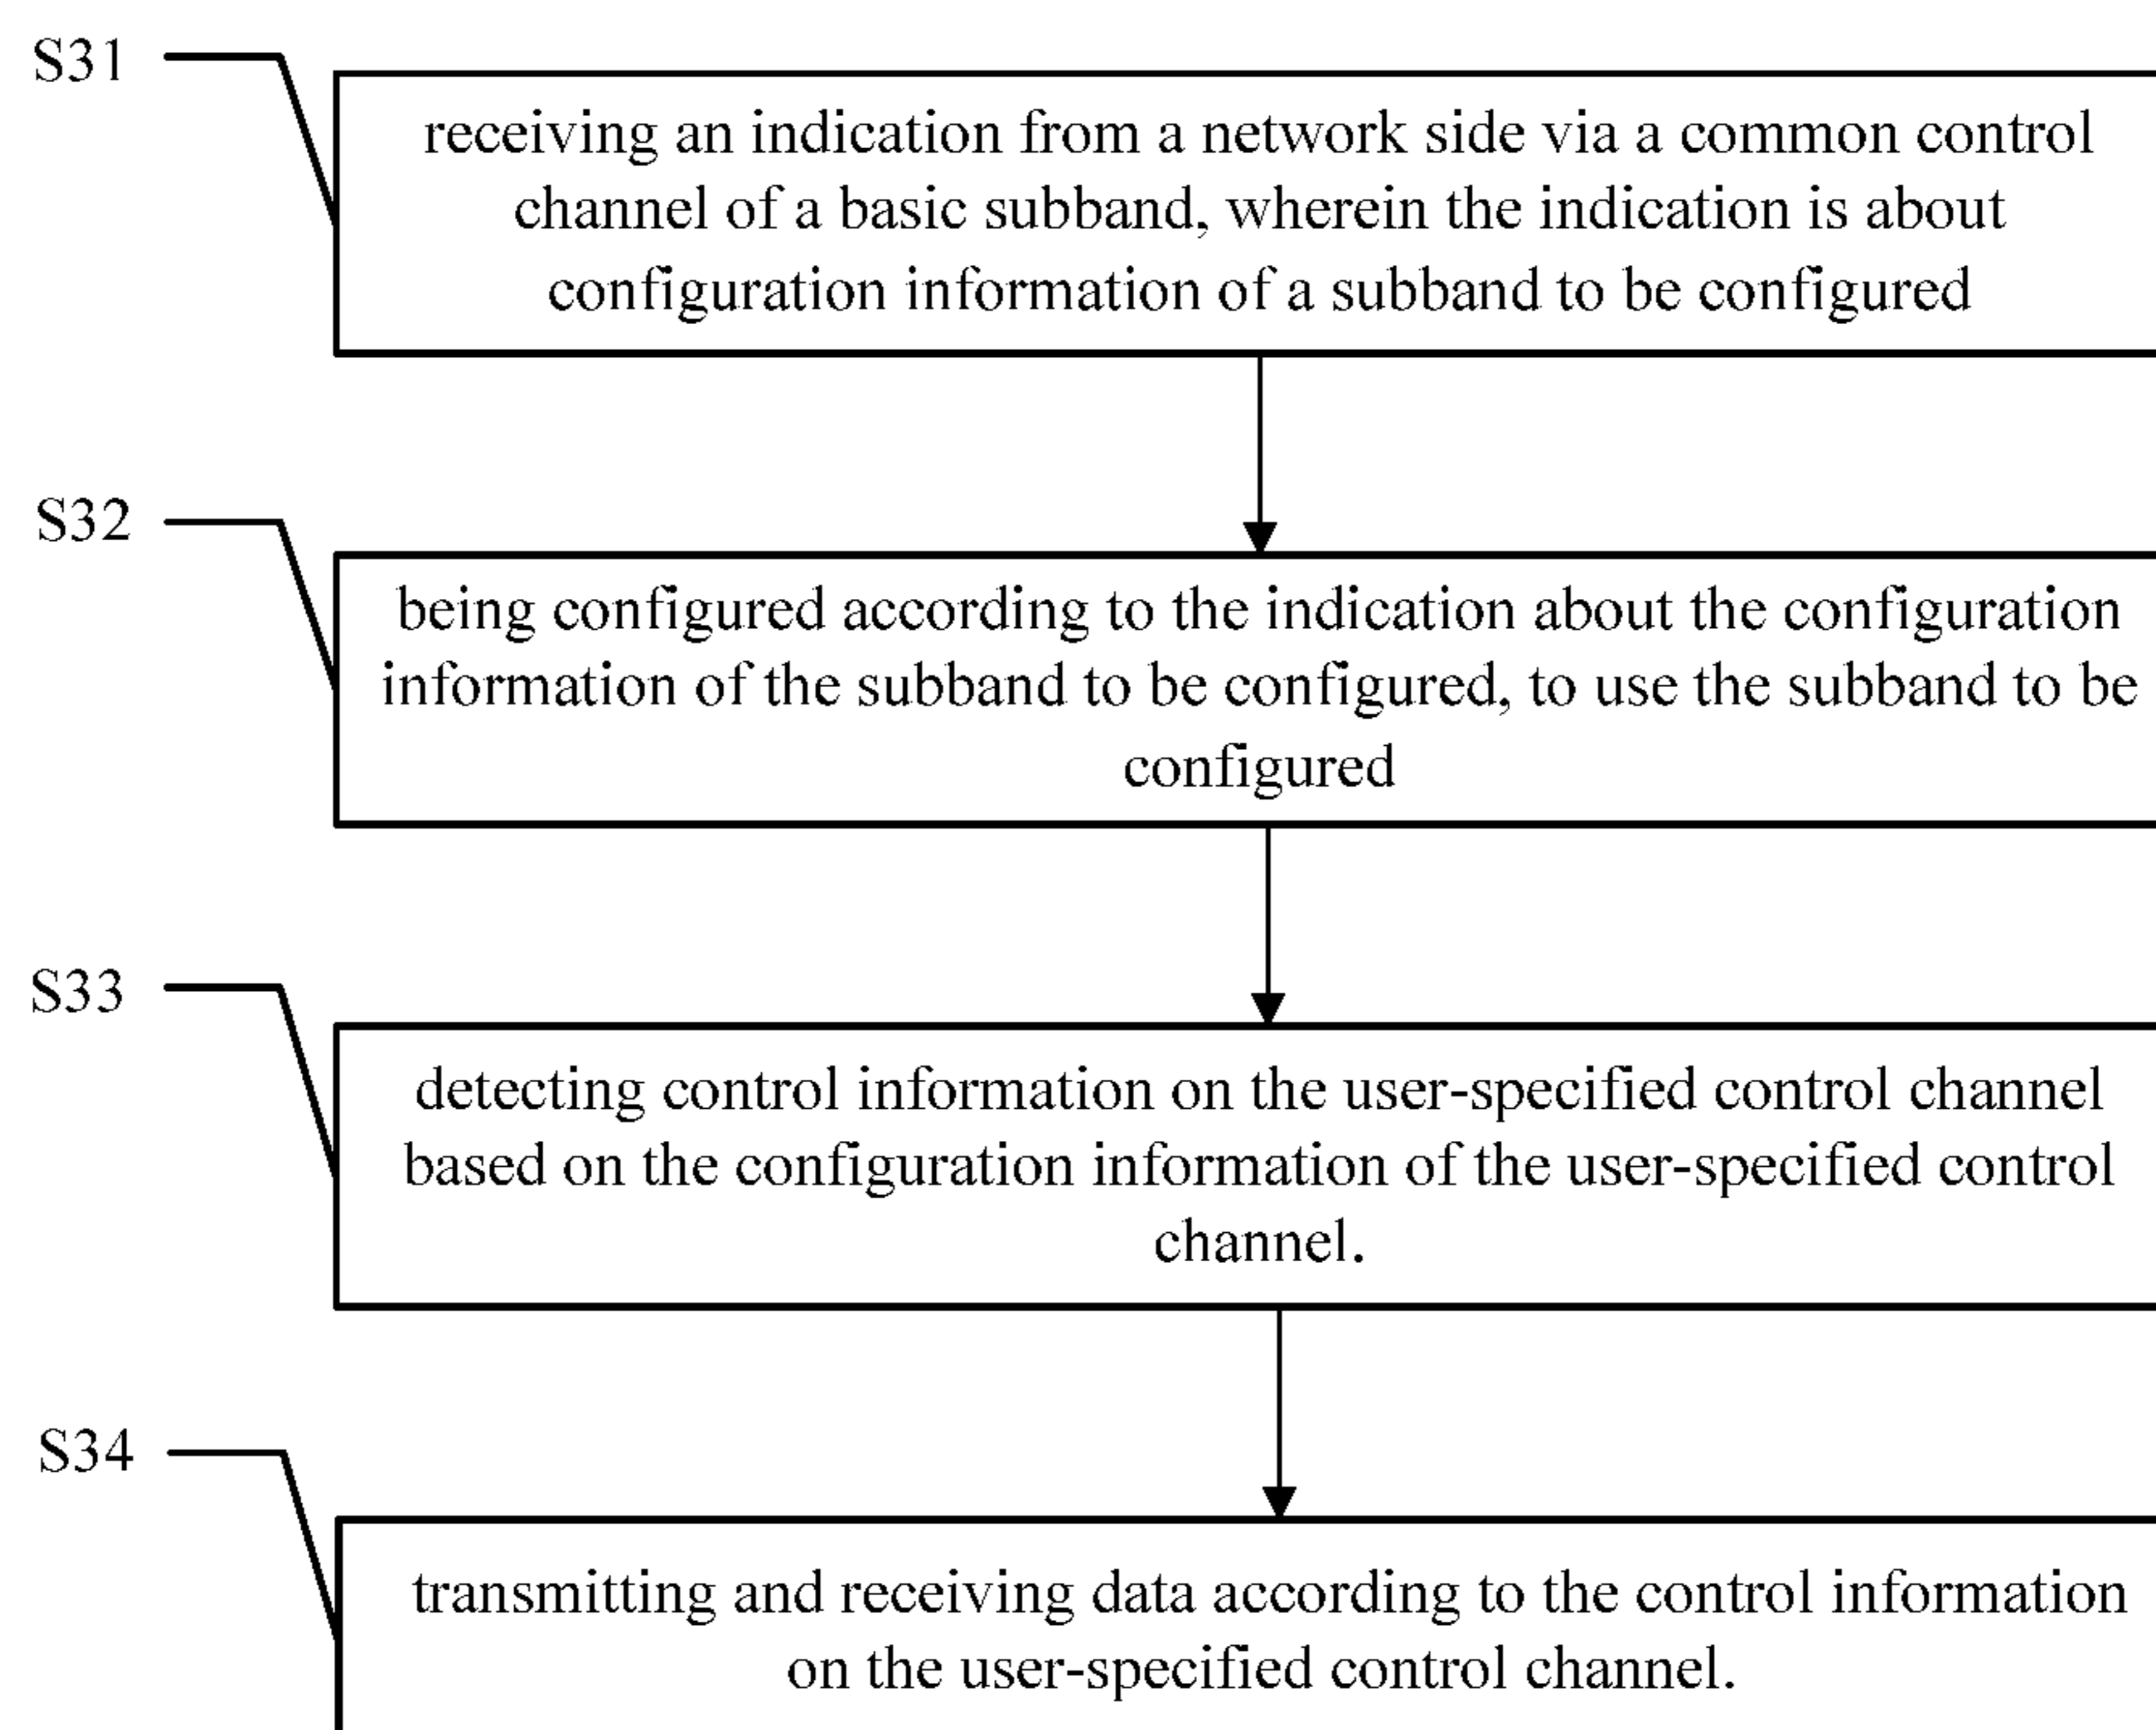 S31
receiving an indication from a network side via a common control
channel of a basic subband, wherein the indication is about
configuration information of a subband to be configured
S32
being configured according to the indication about the configuration
information of the subband to be configured, to use the subband to be
configured
S33
detecting control information on the user-specified control channel
based on the configuration information of the user-specified control
channel.
S34
transmitting and receiving data according to the control information
on the user-specified control channel.